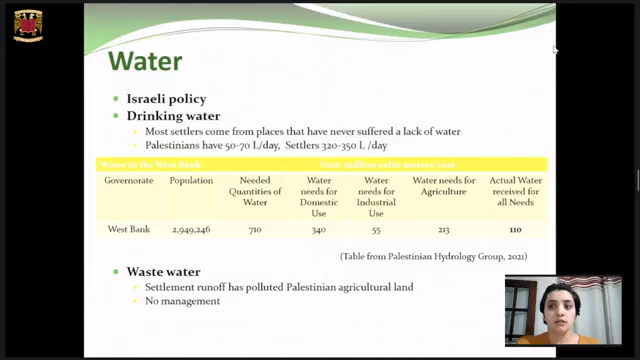 Water
Israeli policy
Drinking water
Most settlers come from places that have never suffered a lack of water
Palestinians have 50-70 L/day, Settlers 320-350 L /day
Water in the West Bank Unit: million cubic meters/year
Governorate Population Needed Quantities of Water Water needs for Domestic Use Water needs for Industrial Use Water needs for Agriculture Actual Water received for all Needs
West Bank 2,949,246 710 340 55 213 110
(Table from Palestinian Hydrology Group, 2021)
Waste water
Settlement runoff has polluted Palestinian agricultural land
No management